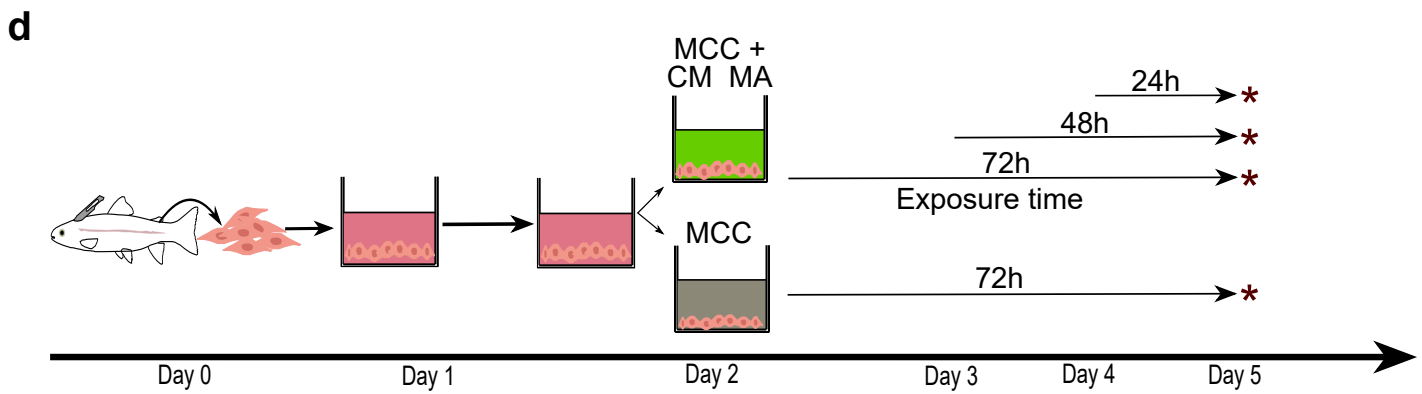 d
MCC +
CM MA
24h
*
48h
*
72h
*
Exposure time
MCC
72h
*
Day 0
Day 1
Day 2
Day 3
Day 4
Day 5